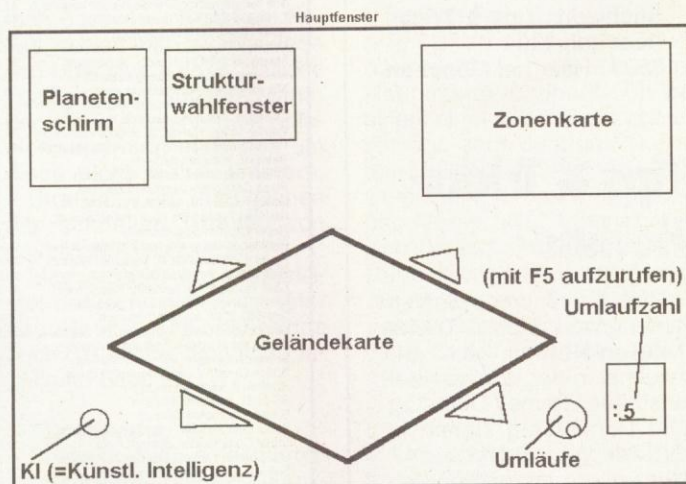 Hauptfenster
Planeten-
schirm
Struktur-
wahlfenster
Zonenkarte
(mit F5 aufzurufen)
Umlaufzahl
Geländekarte
:5
KI (=Künstl. Intelligenz)
Umläufe